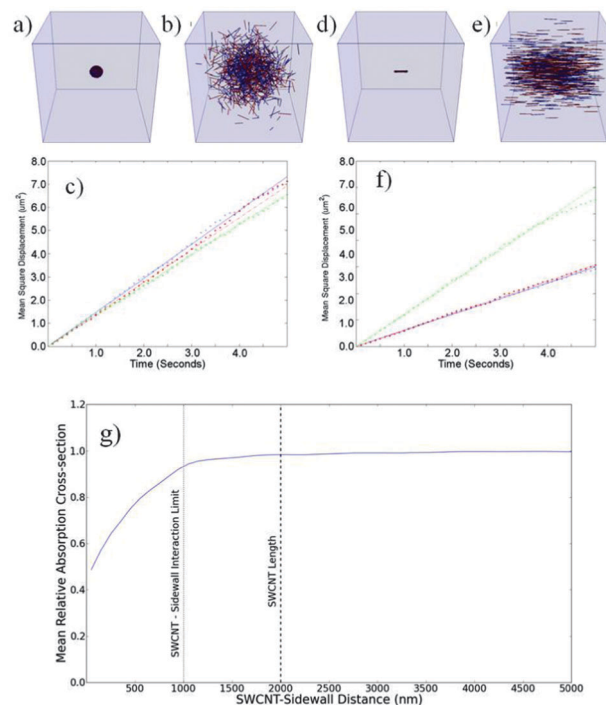 a)
b)
d)
e)
c)
8.0
7.0
6.0
5.0
4.0
3.0
2.0
1.0
0.0
Mean Square Displacement (μm²)
1.0 2.0 3.0 4.0
Time (Seconds)
f)
8.0
7.0
6.0
5.0
4.0
3.0
2.0
1.0
0.0
Mean Square Displacement (μm²)
1.0 2.0 3.0 4.0
Time (Seconds)
g)
1.2
1.0
0.8
0.6
0.4
0.2
0.0
Mean Relative Absorption Cross-section
SWCNT - Sidewall Interaction Limit
SWCNT Length
500 1000 1500 2000 2500 3000 3500 4000 4500 5000
SWCNT-Sidewall Distance (nm)